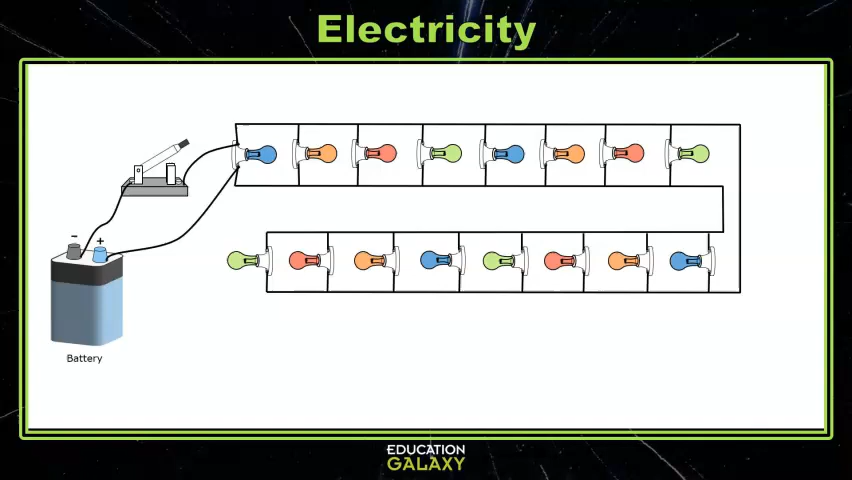 Electricity
- +
Battery
EDUCATION
GALAXY